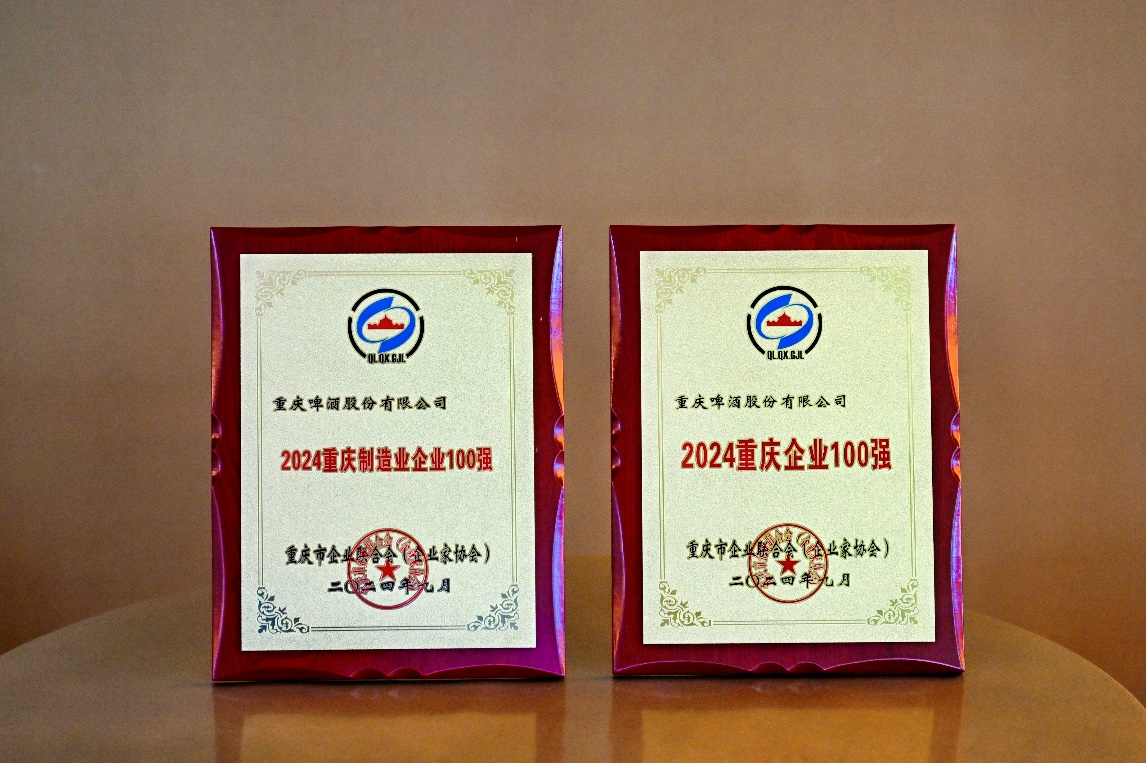 QL.QX.GJL
重庆啤酒股份有限公司
2024重庆制造业企业100强
重庆市企业联合会（企业家协会）
二〇二四年九月
QL.QX.GJL
重庆啤酒股份有限公司
2024重庆企业100强
重庆市企业联合会（企业家协会）
二〇二四年九月